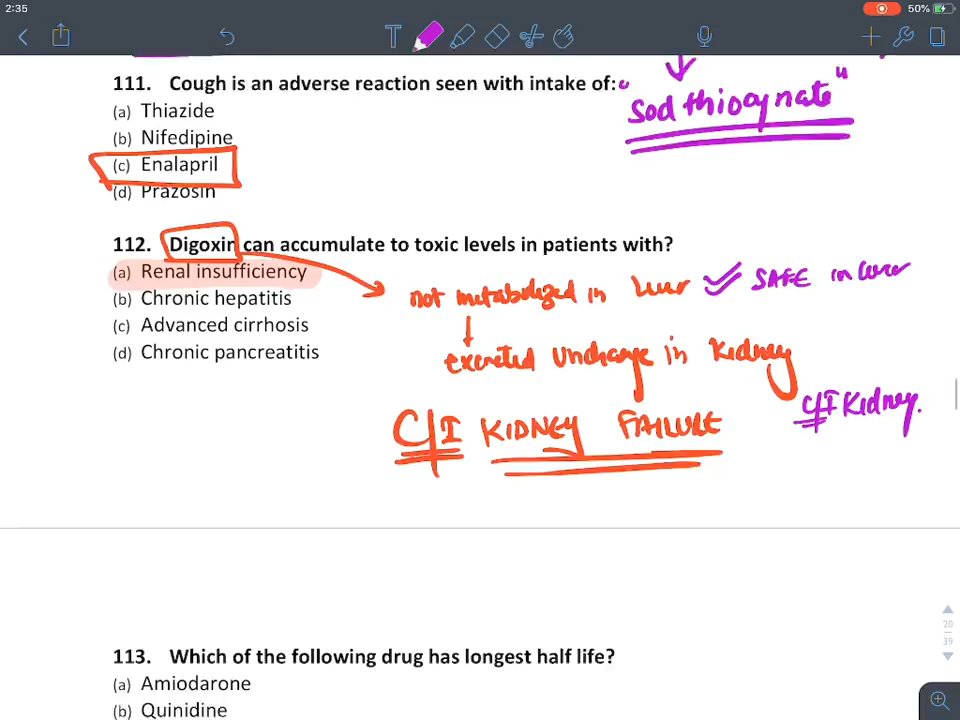 2:35
50%
T
111. Cough is an adverse reaction seen with intake of:
(a) Thiazide
(b) Nifedipine
(c) Enalapril
(d) Prazosin
"Sod thiocynate"
112. Digoxin can accumulate to toxic levels in patients with?
(a) Renal insufficiency
(b) Chronic hepatitis
(c) Advanced cirrhosis
(d) Chronic pancreatitis
not metabolized in liver
SAFE in liver
excreted unchange in kidney
C/I Kidney.
C/I KIDNEY FAILURE
20
39
113. Which of the following drug has longest half life?
(a) Amiodarone
(b) Quinidine